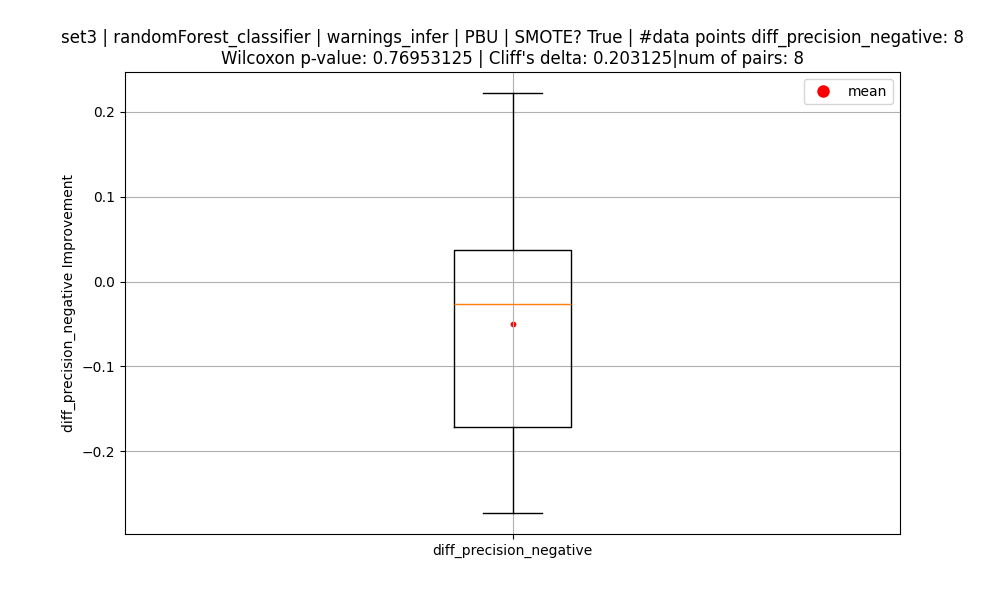 set3 | randomForest_classifier | warnings_infer | PBU | SMOTE? True | #data points diff_precision_negative: 8
Wilcoxon p-value: 0.76953125 | Cliff's delta: 0.203125|num of pairs: 8
mean
0.2
0.1
0.0
−0.1
−0.2
diff_precision_negative Improvement
diff_precision_negative